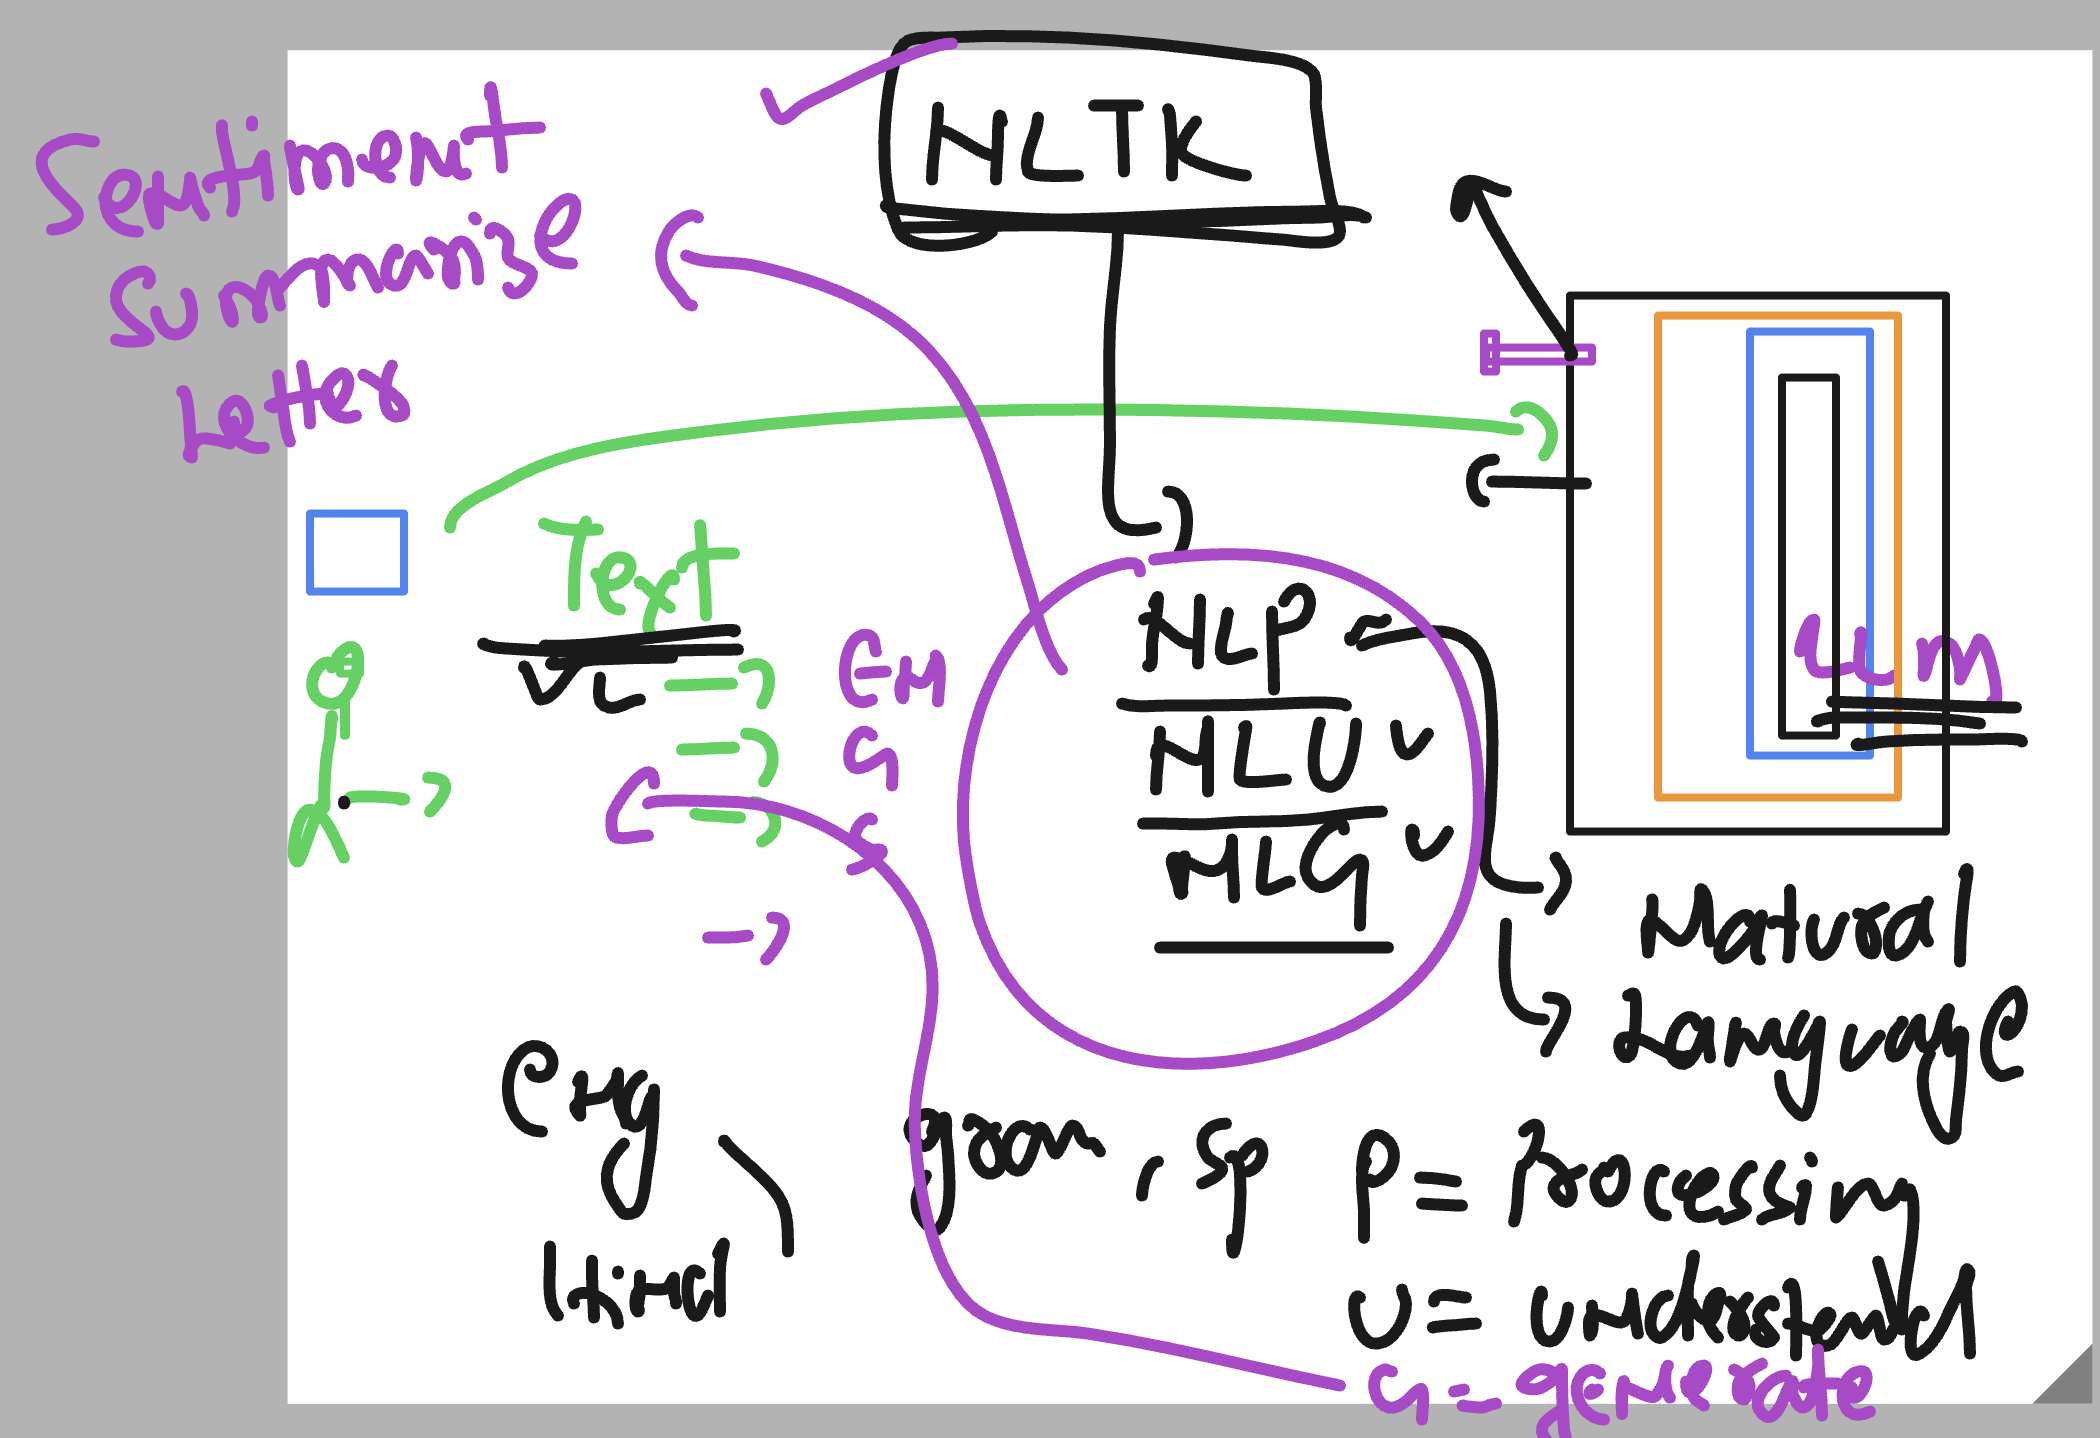 NLTK
Sentiment
Summarize
Letter
Text
L
NLP
NLU
NLG
EN
G
S
LLM
Natural
Language
Eng
Hind
gram, sp
P = Processing
U = understand
G = generate